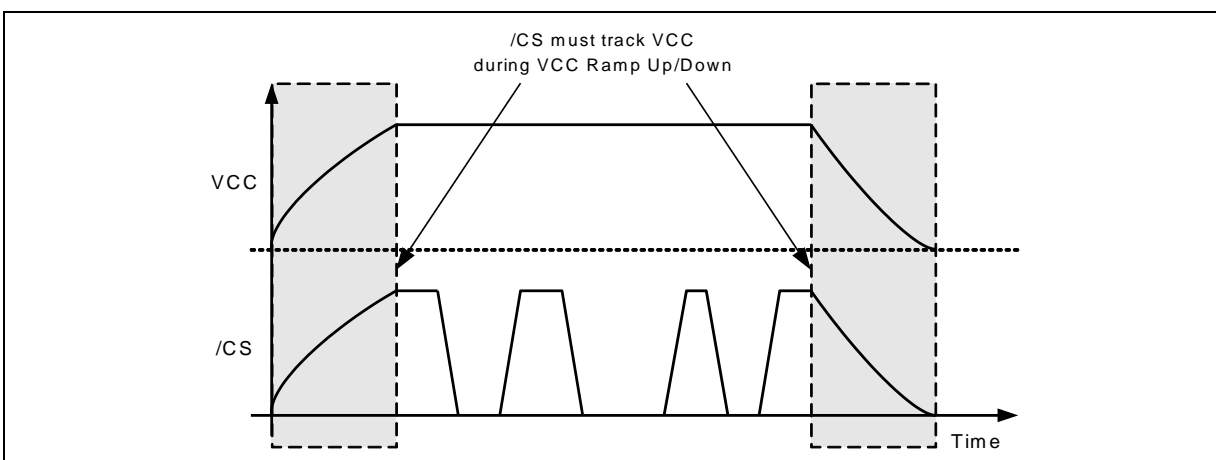 /CS must track VCC
during VCC Ramp Up/Down
VCC
/CS
Time